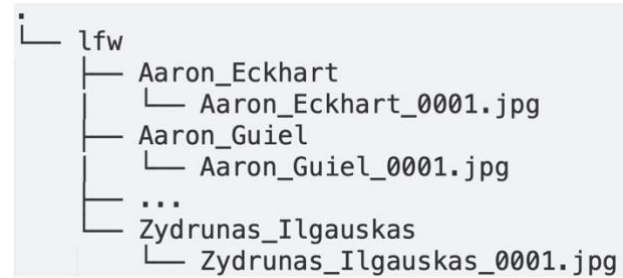 .
└── lfw
├── Aaron_Eckhart
│   └── Aaron_Eckhart_0001.jpg
├── Aaron_Guiel
│   └── Aaron_Guiel_0001.jpg
├── ...
└── Zydrunas_Ilgauskas
└── Zydrunas_Ilgauskas_0001.jpg